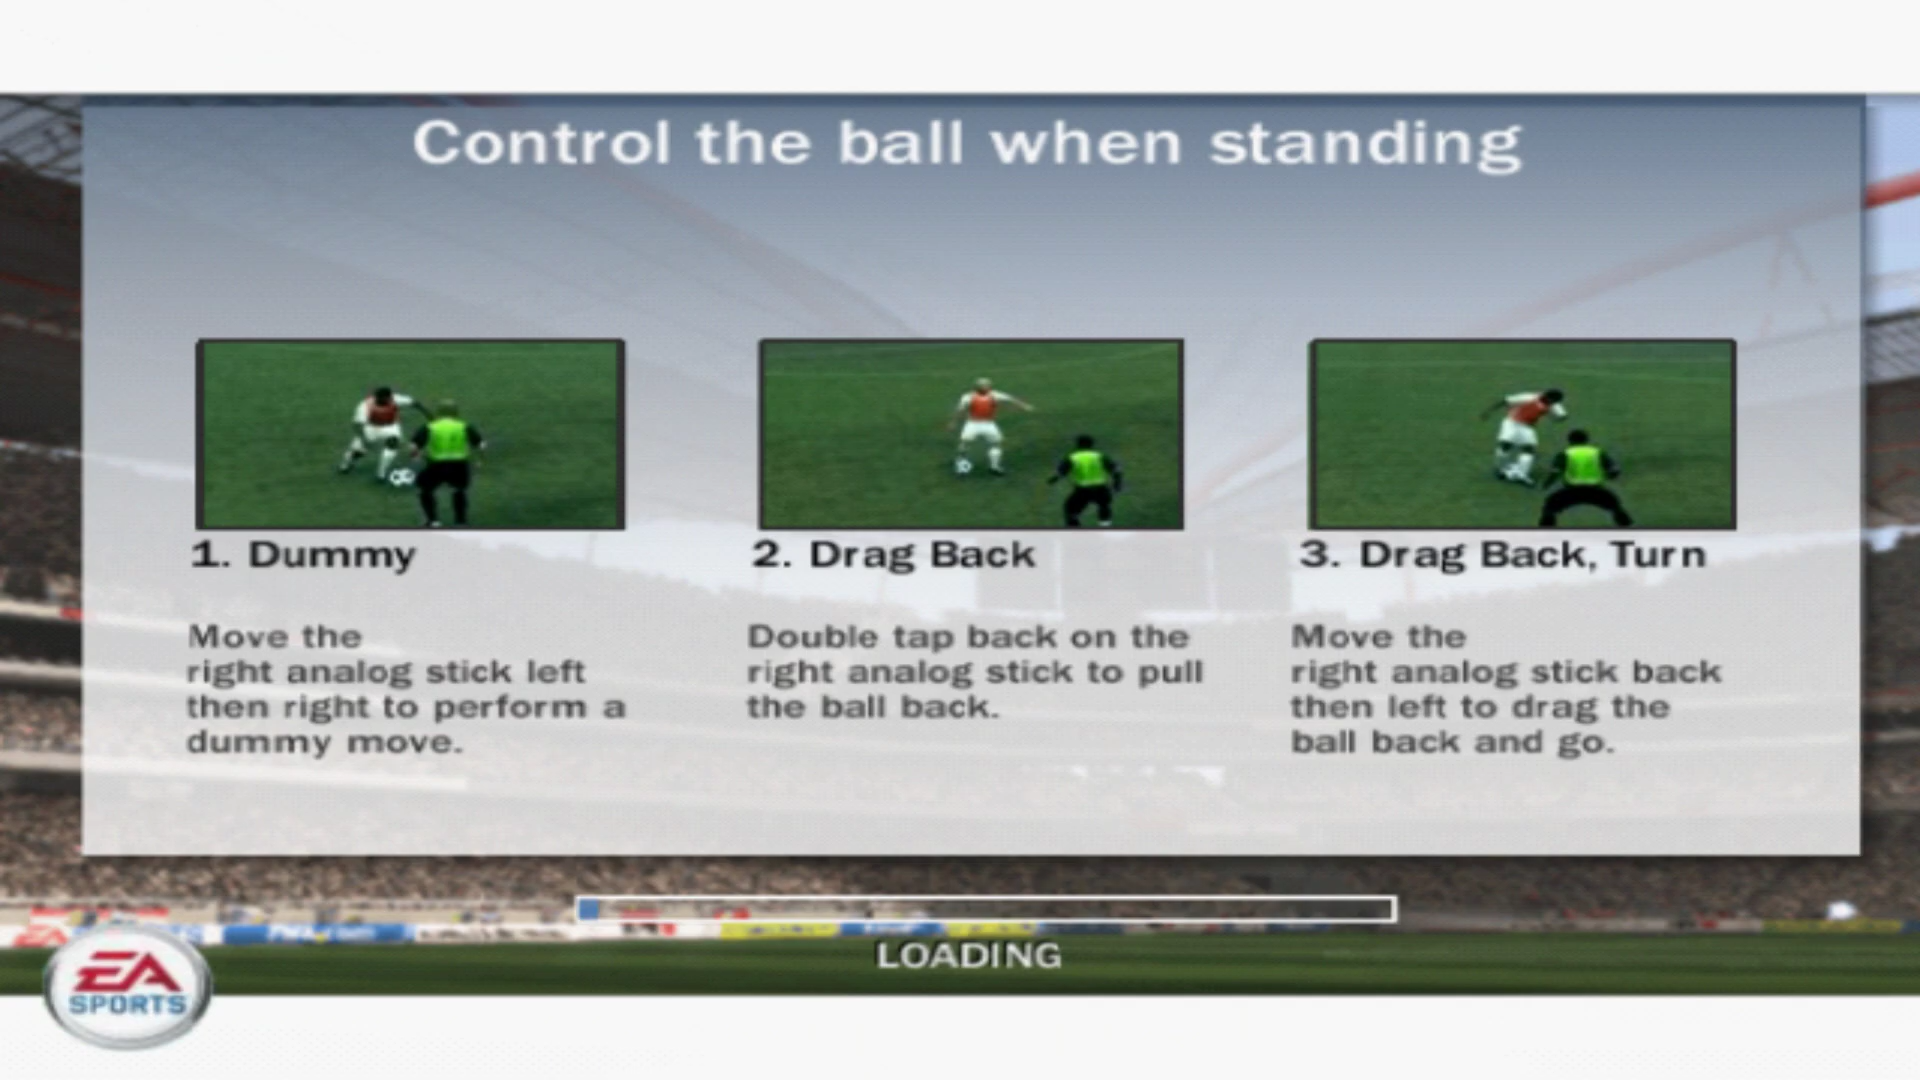 Control the ball when standing
1. Dummy
Move the
right analog stick left
then right to perform a
dummy move.
2. Drag Back
Double tap back on the
right analog stick to pull
the ball back.
3. Drag Back, Turn
Move the
right analog stick back
then left to drag the
ball back and go.
LOADING
EA
SPORTS